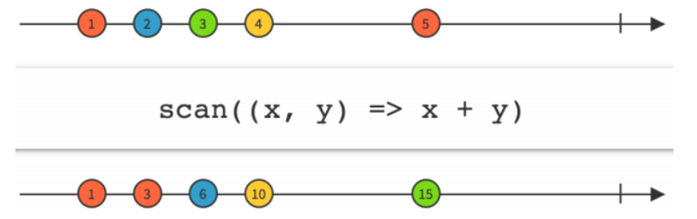 1 2 3 4 5
scan((x, y) => x + y)
1 3 6 10 15